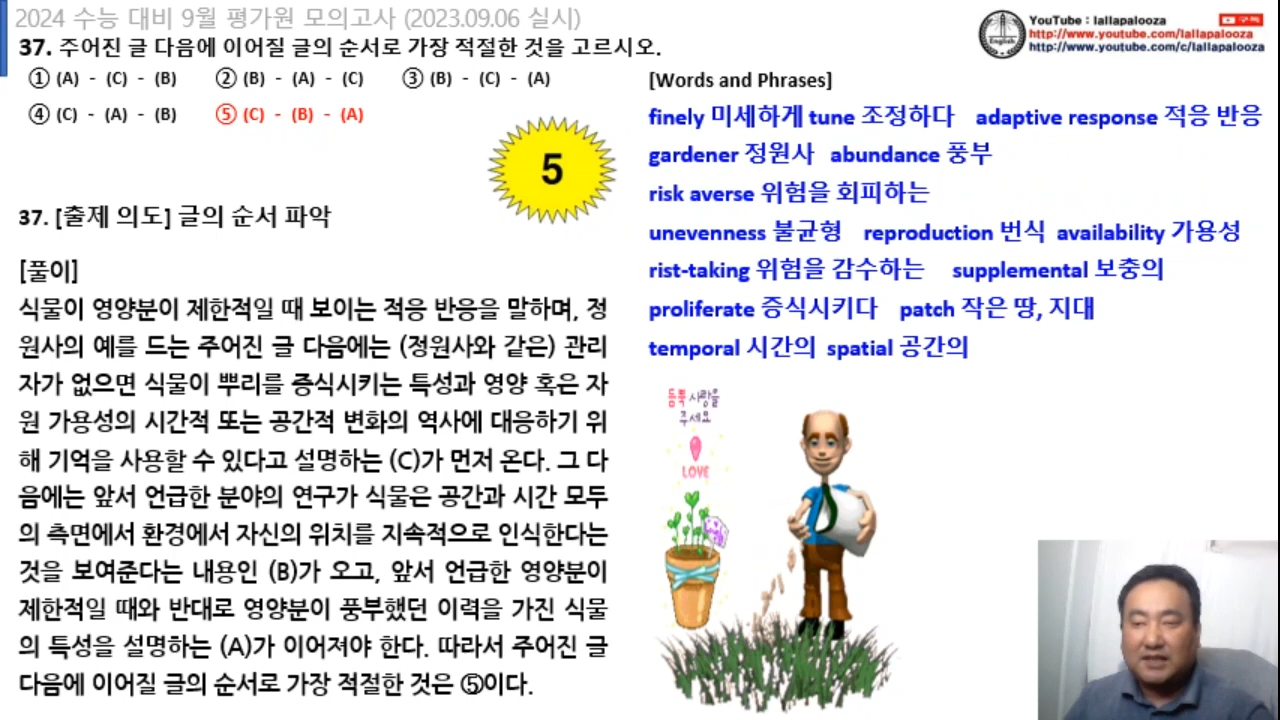 2024 수능 대비 9월 평가원 모의고사 (2023.09.06 실시)
37. 주어진 글 다음에 이어질 글의 순서로 가장 적절한 것을 고르시오.
① (A) - (C) - (B) ② (B) - (A) - (C) ③ (B) - (C) - (A)
④ (C) - (A) - (B) ⑤ (C) - (B) - (A)
5
37. [출제 의도] 글의 순서 파악
[풀이]
식물이 영양분이 제한적일 때 보이는 적응 반응을 말하며, 정
원사의 예를 드는 주어진 글 다음에는 (정원사와 같은) 관리
자가 없으면 식물이 뿌리를 증식시키는 특성과 영양 혹은 자
원 가용성의 시간적 또는 공간적 변화의 역사에 대응하기 위
해 기억을 사용할 수 있다고 설명하는 (C)가 먼저 온다. 그 다
음에는 앞서 언급한 분야의 연구가 식물은 공간과 시간 모두
의 측면에서 환경에서 자신의 위치를 지속적으로 인식한다는
것을 보여준다는 내용인 (B)가 오고, 앞서 언급한 영양분이
제한적일 때와 반대로 영양분이 풍부했던 이력을 가진 식물
의 특성을 설명하는 (A)가 이어져야 한다. 따라서 주어진 글
다음에 이어질 글의 순서로 가장 적절한 것은 ⑤이다.
YouTube : lallapalooza 구독
http://www.youtube.com/lallapalooza
http://www.youtube.com/c/lallapalooza
English
[Words and Phrases]
finely 미세하게 tune 조정하다 adaptive response 적응 반응
gardener 정원사 abundance 풍부
risk averse 위험을 회피하는
unevenness 불균형 reproduction 번식 availability 가용성
rist-taking 위험을 감수하는 supplemental 보충의
proliferate 증식시키다 patch 작은 땅, 지대
temporal 시간의 spatial 공간의
듬뿍 사랑을
주세요
LOVE